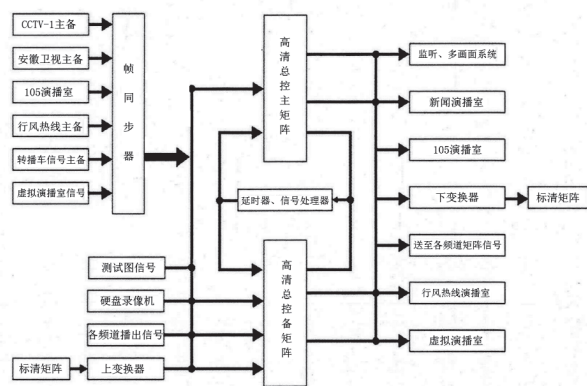 CCTV-1主备
安徽卫视主备
105演播室
行风热线主备
转播车信号主备
虚拟演播室信号
帧同步器
测试图信号
硬盘录像机
各频道播出信号
标清矩阵
上变换器
高清总控主矩阵
延时器、信号处理器
高清总控备矩阵
监听、多画面系统
新闻演播室
105演播室
下变换器
标清矩阵
送至各频道矩阵信号
行风热线演播室
虚拟演播室